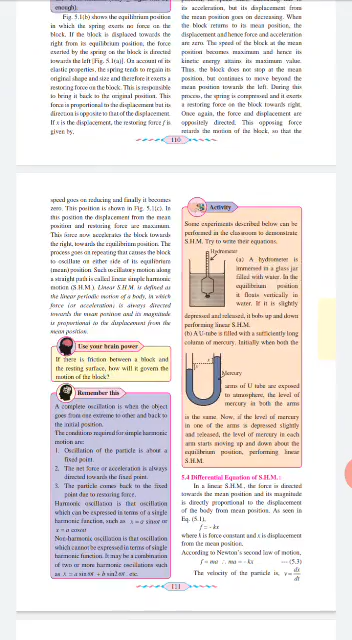 enough).
Fig. 5.1(b) shows the equilibrium position
in which the spring exerts no force on the
block. If the block is displaced towards the
right from its equilibrium position, the force
exerted by the spring on the block is directed
towards the left [Fig. 5.1(a)]. On account of its
elastic properties, the spring tends to regain its
original shape and size and therefore it exerts a
restoring force on the block. This is responsible
to bring it back to the original position. This
force is proportional to the displacement but its
direction is opposite to that of the displacement.
If x is the displacement, the restoring force f is
given by,
its acceleration, but its displacement from
the mean position goes on decreasing. When
the block returns to its mean position, the
displacement and hence force and acceleration
are zero. The speed of the block at the mean
position becomes maximum and hence its
kinetic energy attains its maximum value.
Thus, the block does not stop at the mean
position, but continues to move beyond the
mean position towards the left. During this
process, the spring is compressed and it exerts
a restoring force on the block towards right.
Once again, the force and displacement are
oppositely directed. This opposing force
retards the motion of the block, so that the
110
speed goes on reducing and finally it becomes
zero. This position is shown in Fig. 5.1(c). In
this position the displacement from the mean
position and restoring force are maximum.
This force now accelerates the block towards
the right, towards the equilibrium position. The
process goes on repeating that causes the block
to oscillate on either side of its equilibrium
(mean) position. Such oscillatory motion along
a straight path is called linear simple harmonic
motion (S.H.M.). Linear S.H.M. is defined as
the linear periodic motion of a body, in which
force (or acceleration) is always directed
towards the mean position and its magnitude
is proportional to the displacement from the
mean position.
Use your brain power
If there is friction between a block and
the resting surface, how will it govern the
motion of the block?
Remember this
A complete oscillation is when the object
goes from one extreme to other and back to
the initial position.
The conditions required for simple harmonic
motion are:
1. Oscillation of the particle is about a
fixed point.
2. The net force or acceleration is always
directed towards the fixed point.
3. The particle comes back to the fixed
point due to restoring force.
Harmonic oscillation is that oscillation
which can be expressed in terms of a single
harmonic function, such as x = a sinωt or
x = a cosωt
Non-harmonic oscillation is that oscillation
which cannot be expressed in terms of single
harmonic function. It may be a combination
of two or more harmonic oscillations such
as x = a sin ωt + b sin2ωt , etc.
Activity
Some experiments described below can be
performed in the classroom to demonstrate
S.H.M. Try to write their equations.
Hydrometer
(a) A hydrometer is
immersed in a glass jar
filled with water. In the
equilibrium position
it floats vertically in
water. If it is slightly
depressed and released, it bobs up and down
performing linear S.H.M.
(b) A U-tube is filled with a sufficiently long
column of mercury. Initially when both the
x
Mercury
arms of U tube are exposed
to atmosphere, the level of
mercury in both the arms
is the same. Now, if the level of mercury
in one of the arms is depressed slightly
and released, the level of mercury in each
arm starts moving up and down about the
equilibrium position, performing linear
S.H.M.
5.4 Differential Equation of S.H.M. :
In a linear S.H.M., the force is directed
towards the mean position and its magnitude
is directly proportional to the displacement
of the body from mean position. As seen in
Eq. (5.1),
f = - kx
where k is force constant and x is displacement
from the mean position.
According to Newton's second law of motion,
f = ma ∴ ma = - kx --- (5.3)
The velocity of the particle is, v = dx/dt
111